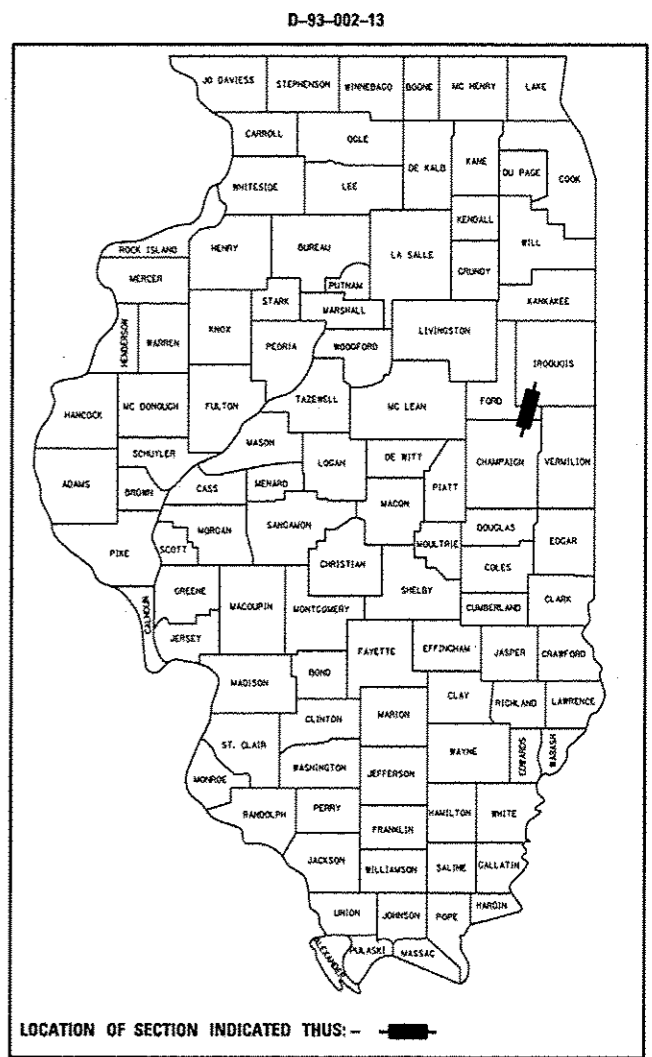 D-93-002-13
JO DAVIESS
STEPHENSON
WINNEBAGO
BOONE
MC HENRY
LAKE
CARROLL
OGLE
DE KALB
KANE
DU PAGE
COOK
WHITESIDE
LEE
KENDALL
WILL
ROCK ISLAND
HENRY
BUREAU
LA SALLE
GRUNDY
MERCER
PUTNAM
KANKAKEE
STARK
MARSHALL
HENDERSON
WARREN
KNOX
PEORIA
WOODFORD
LIVINGSTON
IROQUOIS
HANCOCK
MC DONOUGH
FULTON
TAZEWELL
MC LEAN
FORD
MASON
SCHUYLER
LOGAN
DE WITT
CHAMPAIGN
VERMILION
ADAMS
BROWN
CASS
MENARD
PIATT
MACON
PIKE
SCOTT
MORGAN
SANGAMON
MOULTRIE
DOUGLAS
EDGAR
CHRISTIAN
COLES
CALHOUN
GREENE
MACOUPIN
MONTGOMERY
SHELBY
CUMBERLAND
CLARK
JERSEY
FAYETTE
EFFINGHAM
JASPER
CRAWFORD
MADISON
BOND
CLAY
RICHLAND
LAWRENCE
CLINTON
MARION
ST. CLAIR
WAYNE
EDWARDS
WABASH
WASHINGTON
JEFFERSON
MONROE
RANDOLPH
PERRY
HAMILTON
WHITE
FRANKLIN
JACKSON
WILLIAMSON
SALINE
GALLATIN
UNION
JOHNSON
POPE
HARDIN
ALEXANDER
PULASKI
MASSAC
LOCATION OF SECTION INDICATED THUS: -